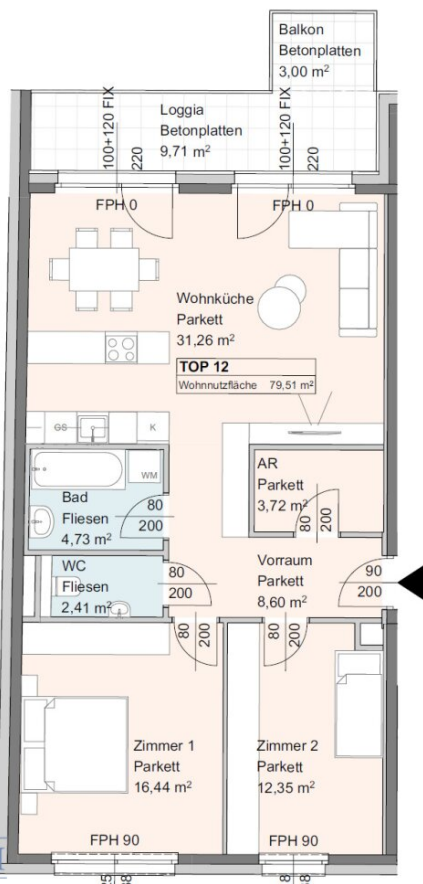 Balkon
Betonplatten
3,00 m²
100+120 FIX
220
Loggia
Betonplatten
9,71 m²
100+120 FIX
220
FPH 0
FPH 0
Wohnküche
Parkett
31,26 m²
TOP 12
Wohnnutzfläche 79,51 m²
GS
K
WM
Bad
Fliesen
4,73 m²
80
200
AR
Parkett
3,72 m²
80
200
WC
Fliesen
2,41 m²
80
200
Vorraum
Parkett
8,60 m²
90
200
80
200
80
200
Zimmer 1
Parkett
16,44 m²
Zimmer 2
Parkett
12,35 m²
FPH 90
FPH 90